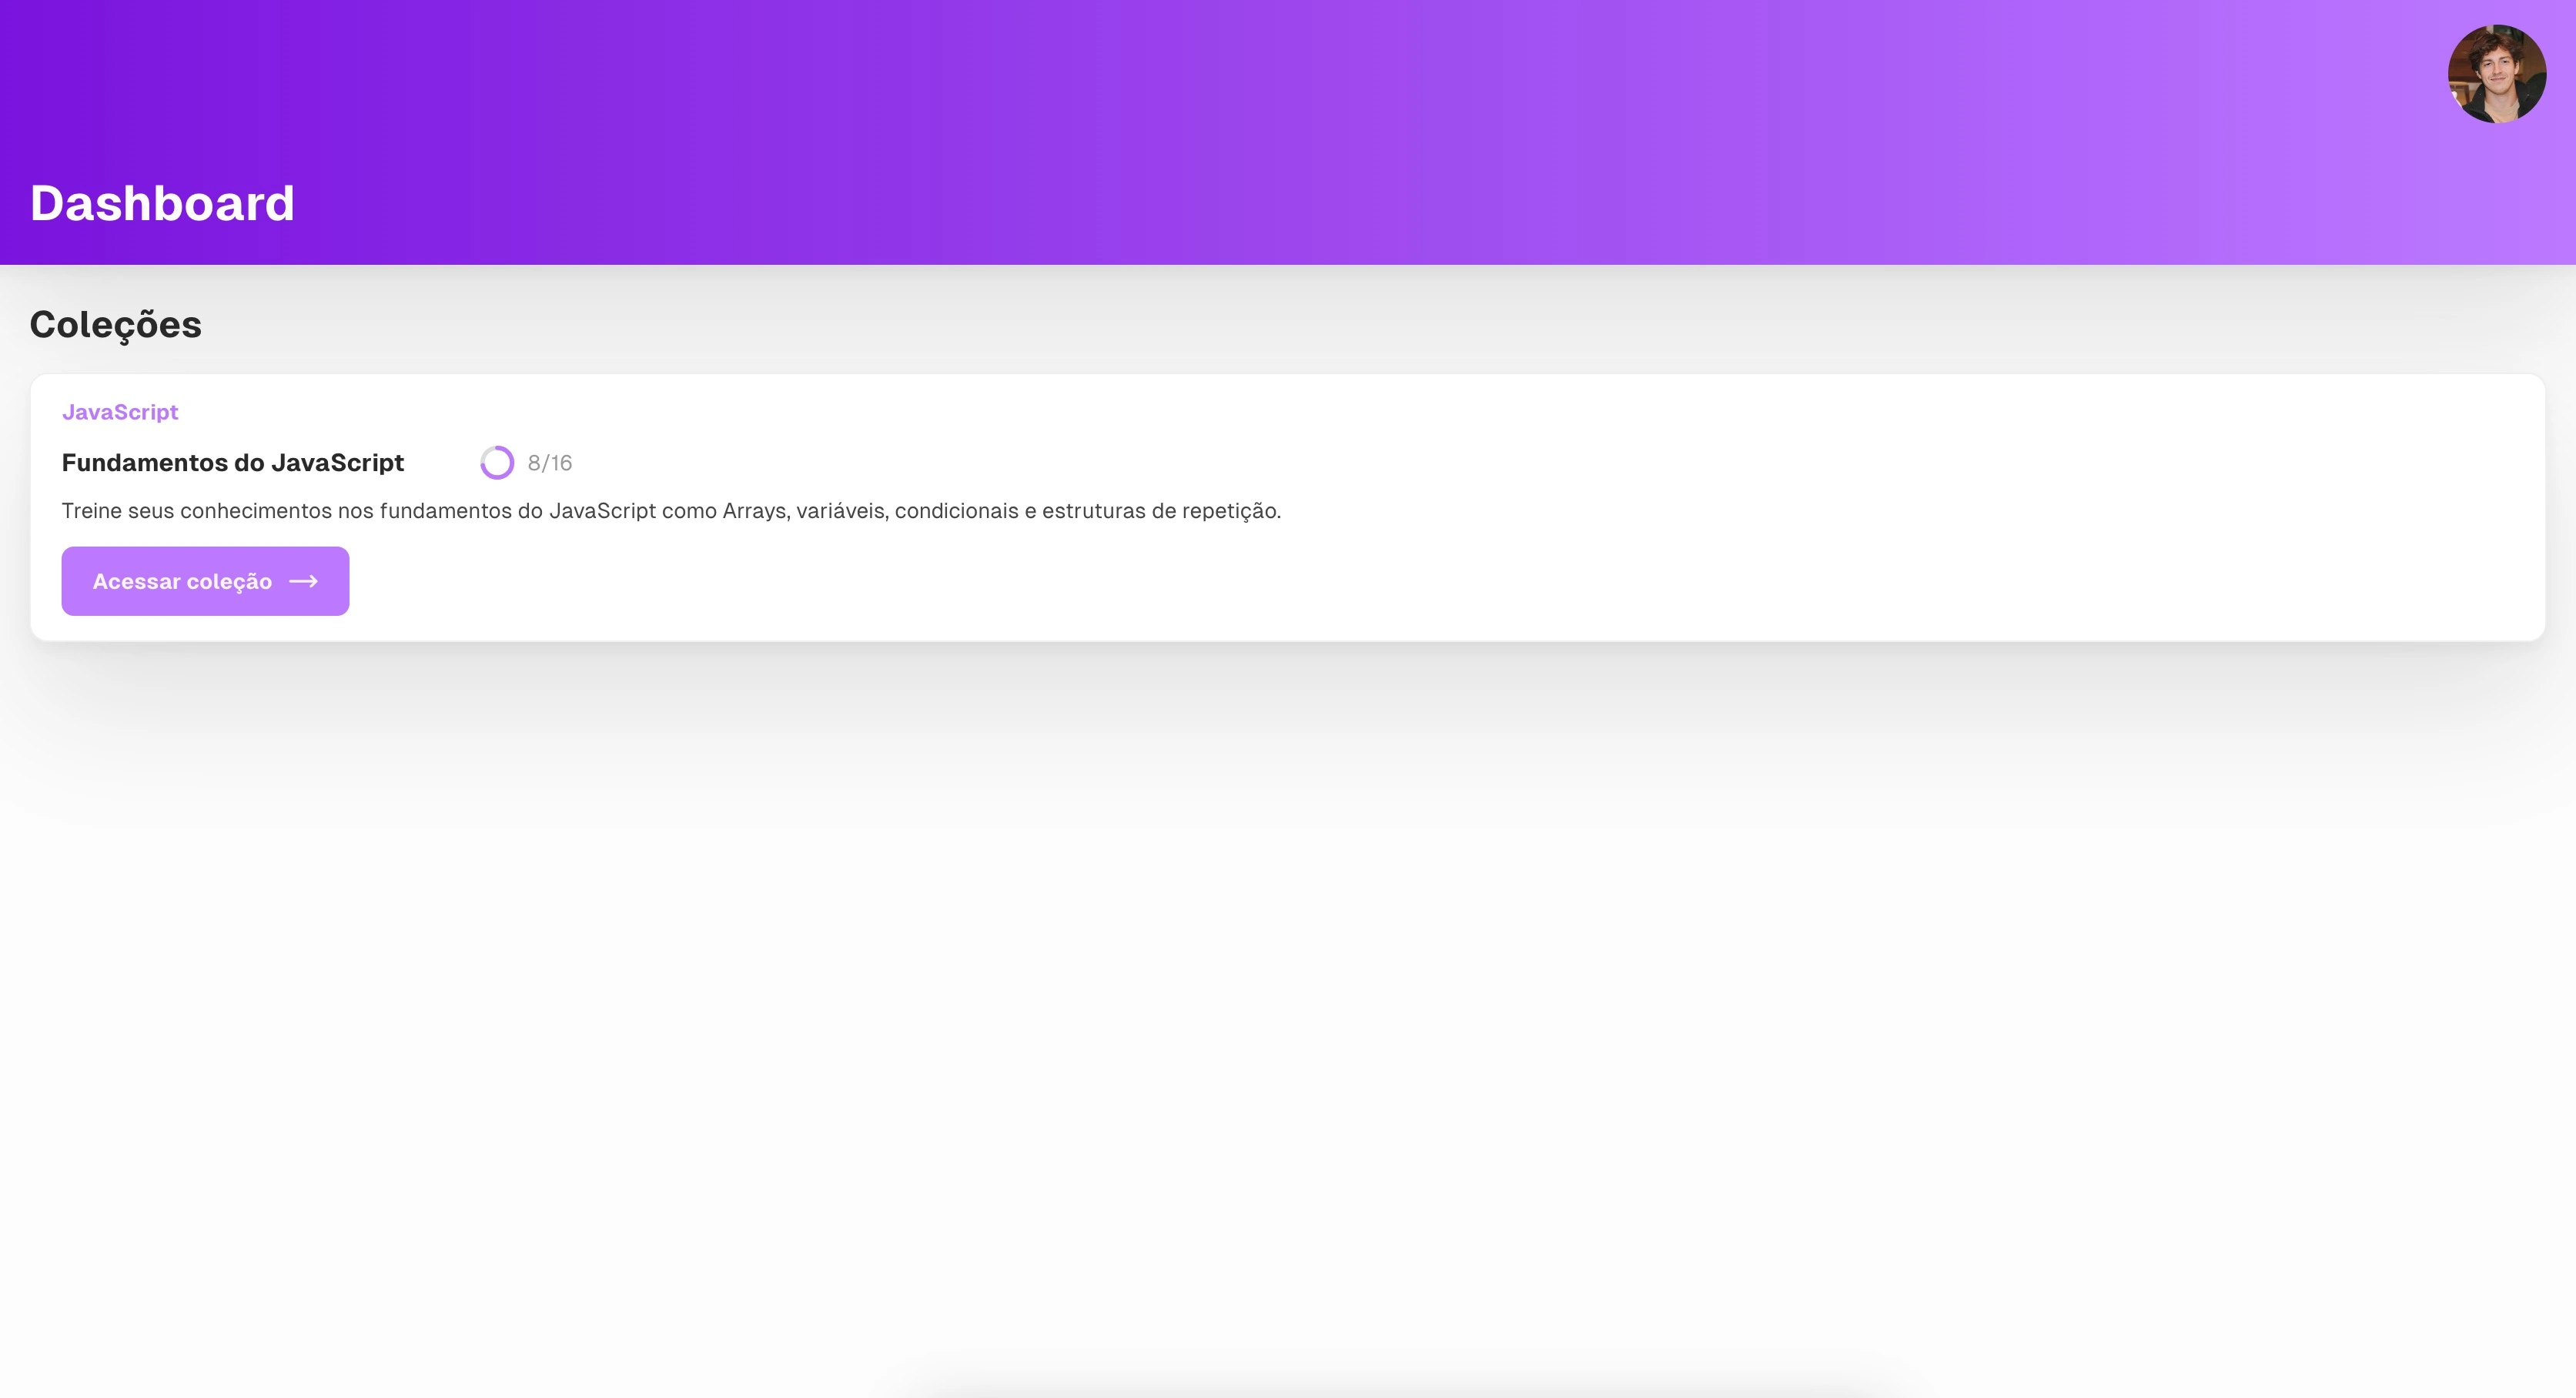 Dashboard
Coleções
JavaScript
Fundamentos do JavaScript 8/16
Treine seus conhecimentos nos fundamentos do JavaScript como Arrays, variáveis, condicionais e estruturas de repetição.
Acessar coleção